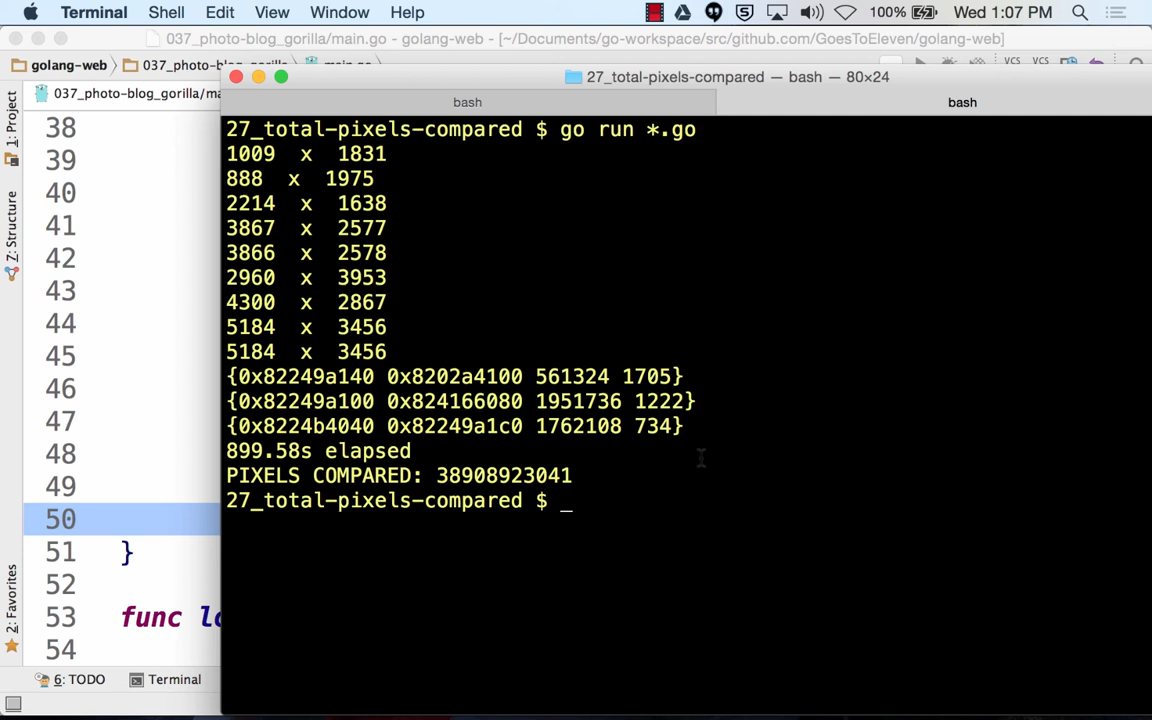 Terminal Shell Edit View Window Help 100% Wed 1:07 PM
037_photo-blog_gorilla/main.go - golang-web - [~/Documents/go-workspace/src/github.com/GoesToEleven/golang-web]
golang-web 037_photo-blog_gorilla main.go
27_total-pixels-compared — bash — 80×24
037_photo-blog_gorilla/ma
bash bash
1: Project
7: Structure
2: Favorites
38
39
40
41
42
43
44
45
46
47
48
49
50
51 }
52
53 func lo
54
27_total-pixels-compared $ go run *.go
1009 x 1831
888 x 1975
2214 x 1638
3867 x 2577
3866 x 2578
2960 x 3953
4300 x 2867
5184 x 3456
5184 x 3456
{0x82249a140 0x8202a4100 561324 1705}
{0x82249a100 0x824166080 1951736 1222}
{0x8224b4040 0x82249a1c0 1762108 734}
899.58s elapsed
PIXELS COMPARED: 38908923041
27_total-pixels-compared $ _
6: TODO Terminal